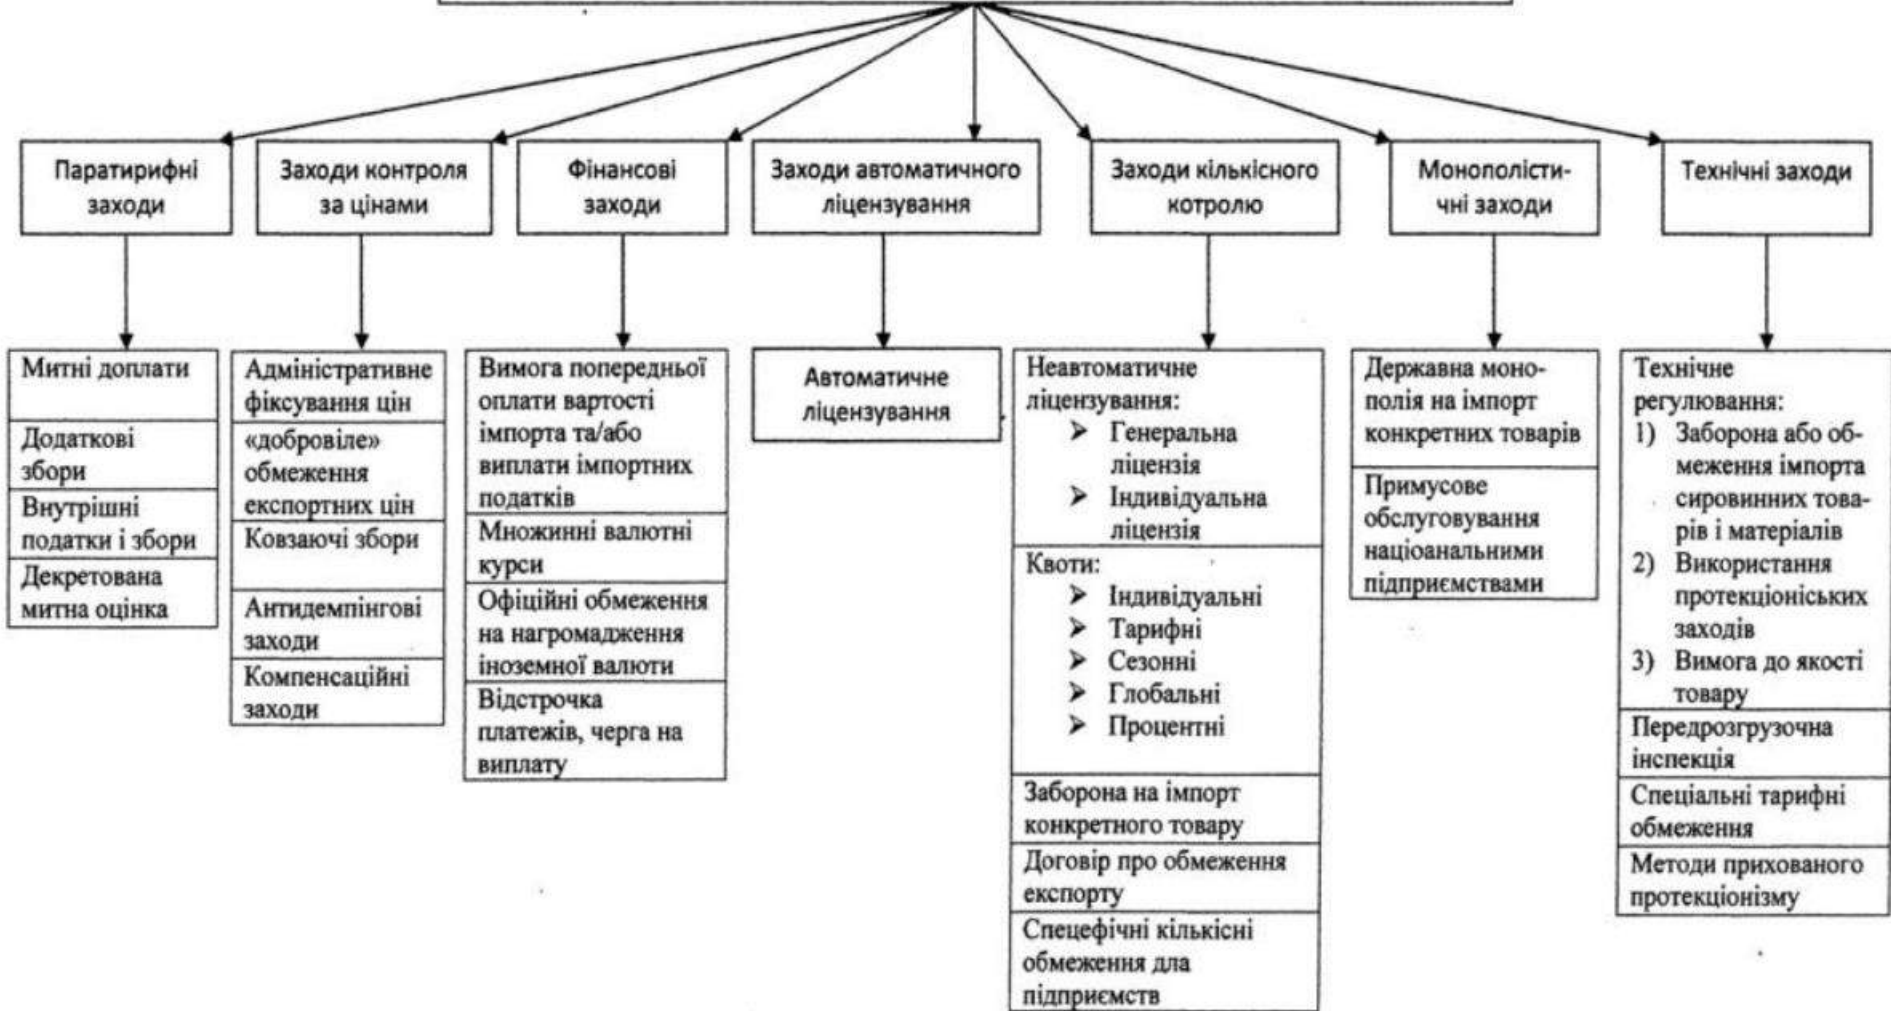 Паратирифні
заходи
Заходи контроля
за цінами
Фінансові
заходи
Заходи автоматичного
ліцензування
Заходи кількісного
котролю
Монополісти-
чні заходи
Технічні заходи
Митні доплати
Додаткові
збори
Внутрішні
податки і збори
Декретована
митна оцінка
Адміністративне
фіксування цін
«добровіле»
обмеження
експортних цін
Ковзаючі збори
Антидемпінгові
заходи
Компенсаційні
заходи
Вимога попередньої
оплати вартості
імпорта та/або
виплати імпортних
податків
Множинні валютні
курси
Офіційні обмеження
на нагромадження
іноземної валюти
Відстрочка
платежів, черга на
виплату
Автоматичне
ліцензування
Неавтоматичне
ліцензування:
➤ Генеральна
ліцензія
➤ Індивідуальна
ліцензія
Квоти:
➤ Індивідуальні
➤ Тарифні
➤ Сезонні
➤ Глобальні
➤ Процентні
Заборона на імпорт
конкретного товару
Договір про обмеження
експорту
Спецефічні кількісні
обмеження дла
підприємств
Державна моно-
полія на імпорт
конкретних товарів
Примусове
обслуговування
націоанальними
підприємствами
Технічне
регулювання:
1) Заборона або об-
меження імпорта
сировинних това-
рів і матеріалів
2) Використання
протекціоніських
заходів
3) Вимога до якості
товару
Передрозгрузочна
інспекція
Спеціальні тарифні
обмеження
Методи прихованого
протекціонізму